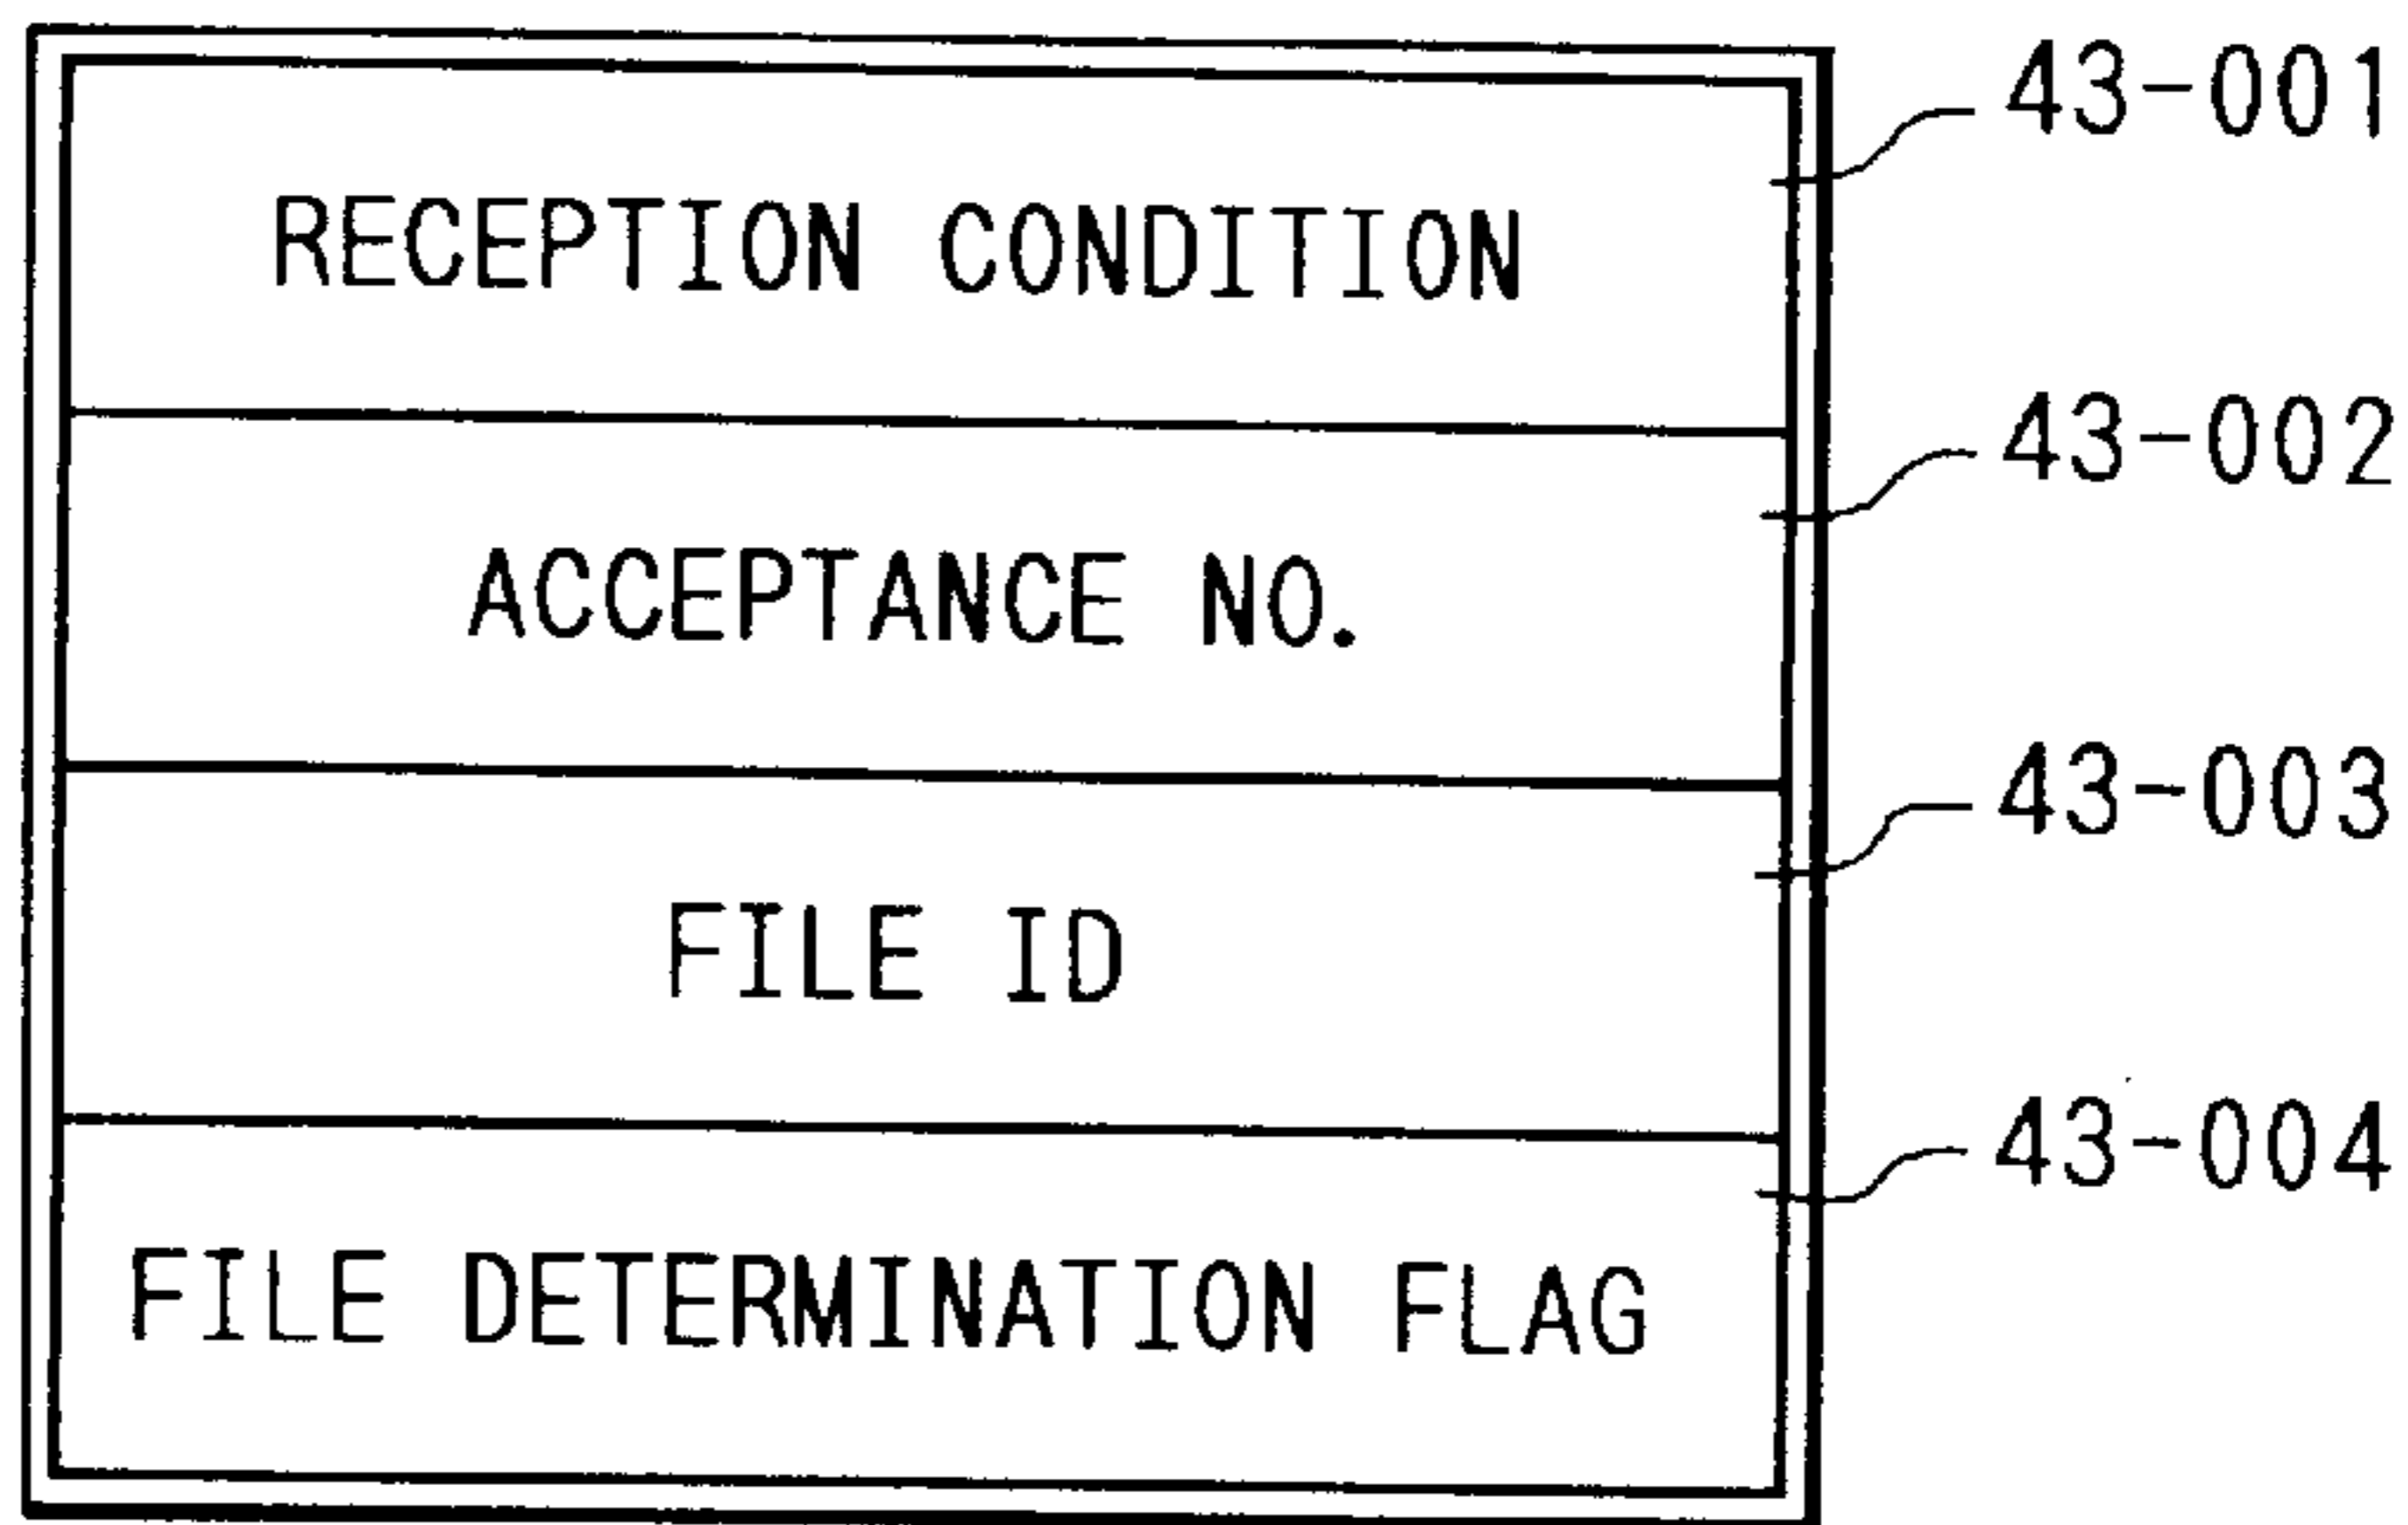 RECEPTION CONDITION 43-001
ACCEPTANCE NO. 43-002
FILE ID 43-003
FILE DETERMINATION FLAG 43-004